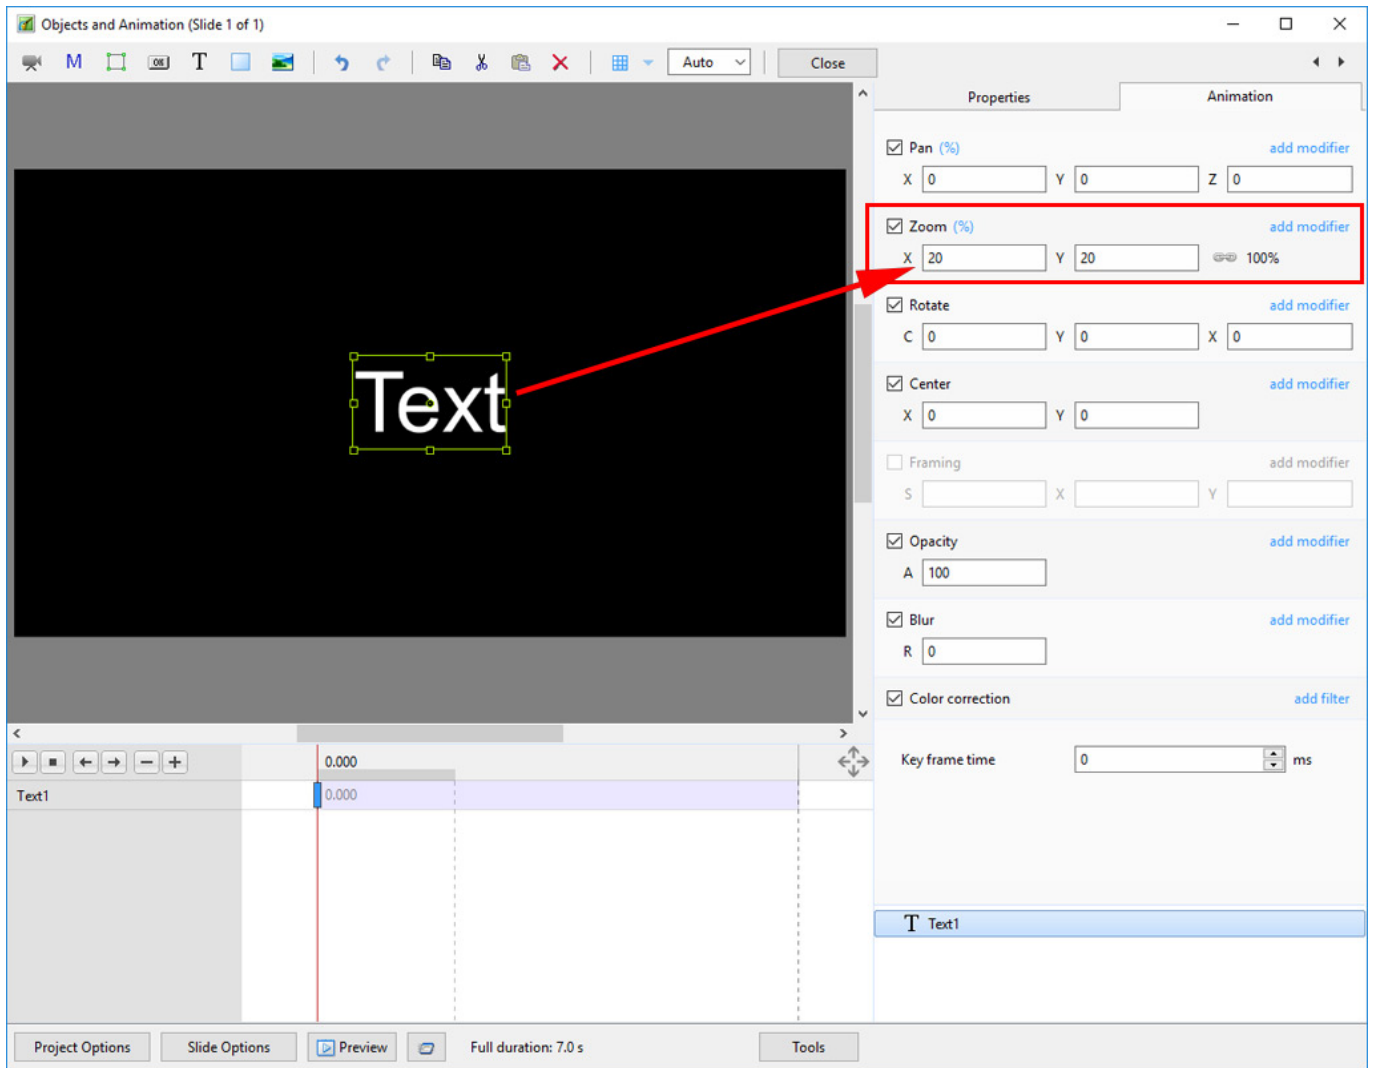 Objects and Animation (Slide 1 of 1)
M OK T Auto Close
Properties Animation
Pan (%) add modifier
X 0 Y 0 Z 0
Zoom (%) add modifier
X 20 Y 20 100%
Rotate add modifier
C 0 Y 0 X 0
Center add modifier
X 0 Y 0
Framing add modifier
S X Y
Opacity add modifier
A 100
Blur add modifier
R 0
Color correction add filter
Key frame time 0 ms
Text
0.000
Text1 0.000
T Text1
Project Options Slide Options Preview Full duration: 7.0 s Tools